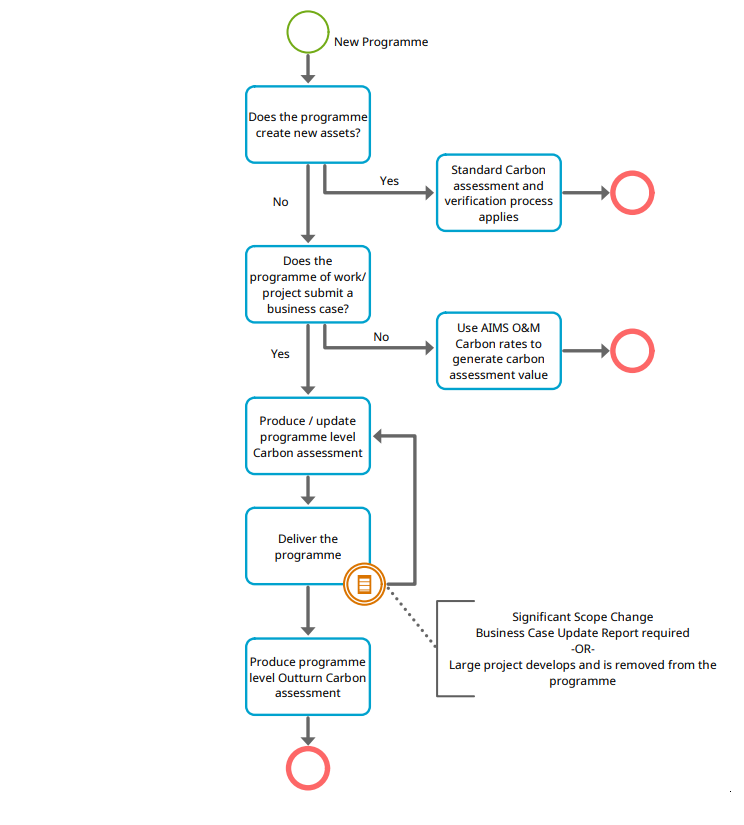 New Programme
Does the programme
create new assets?
Yes
Standard Carbon
assessment and
verification process
applies
No
Does the
programme of work/
project submit a
business case?
No
Use AIMS O&M
Carbon rates to
generate carbon
assessment value
Yes
Produce / update
programme level
Carbon assessment
Deliver the
programme
Significant Scope Change
Business Case Update Report required
-OR-
Large project develops and is removed from the
programme
Produce programme
level Outturn Carbon
assessment